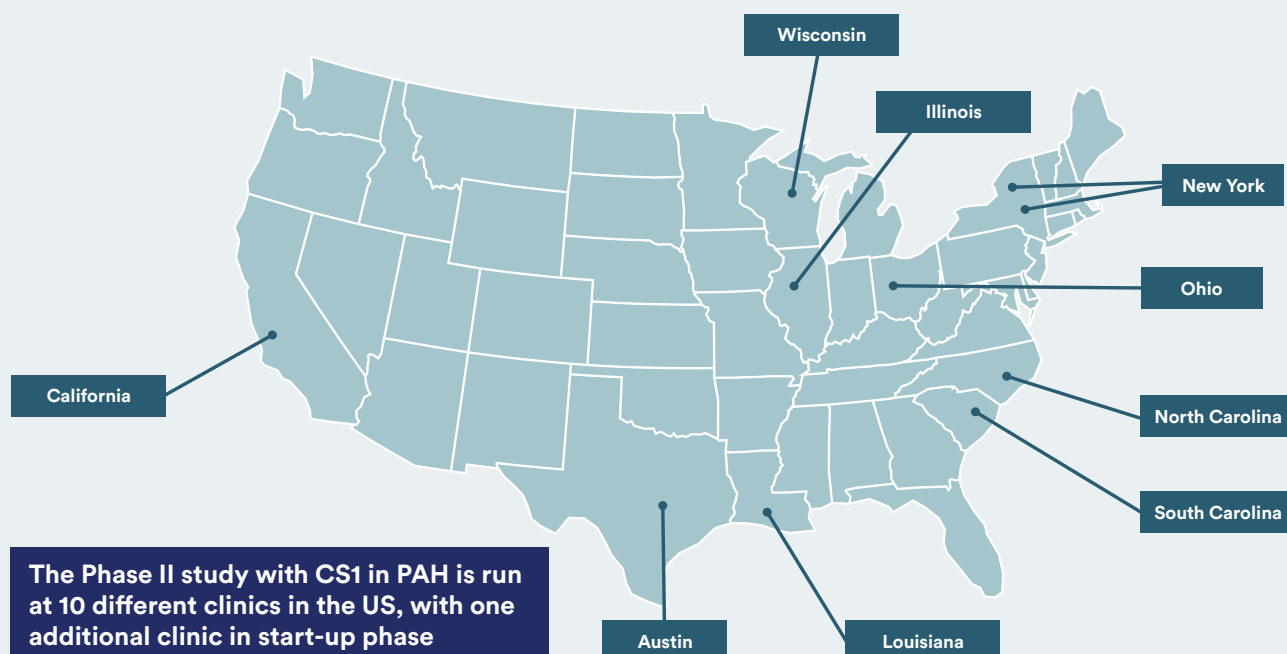 Wisconsin
Illinois
New York
Ohio
California
North Carolina
South Carolina
The Phase II study with CS1 in PAH is run
at 10 different clinics in the US, with one
additional clinic in start-up phase
Austin
Louisiana